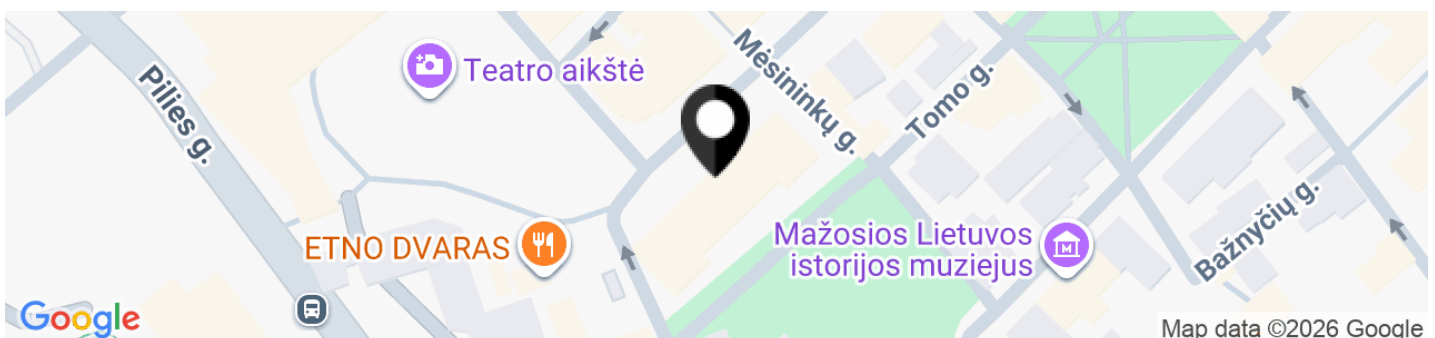 Teatro aikštė
Pilies g.
Mėsininkų g.
Tomo g.
ETNO DVARAS
Mažosios Lietuvos
istorijos muziejus
Bažnyčių g.
Google
Map data ©2026 Google